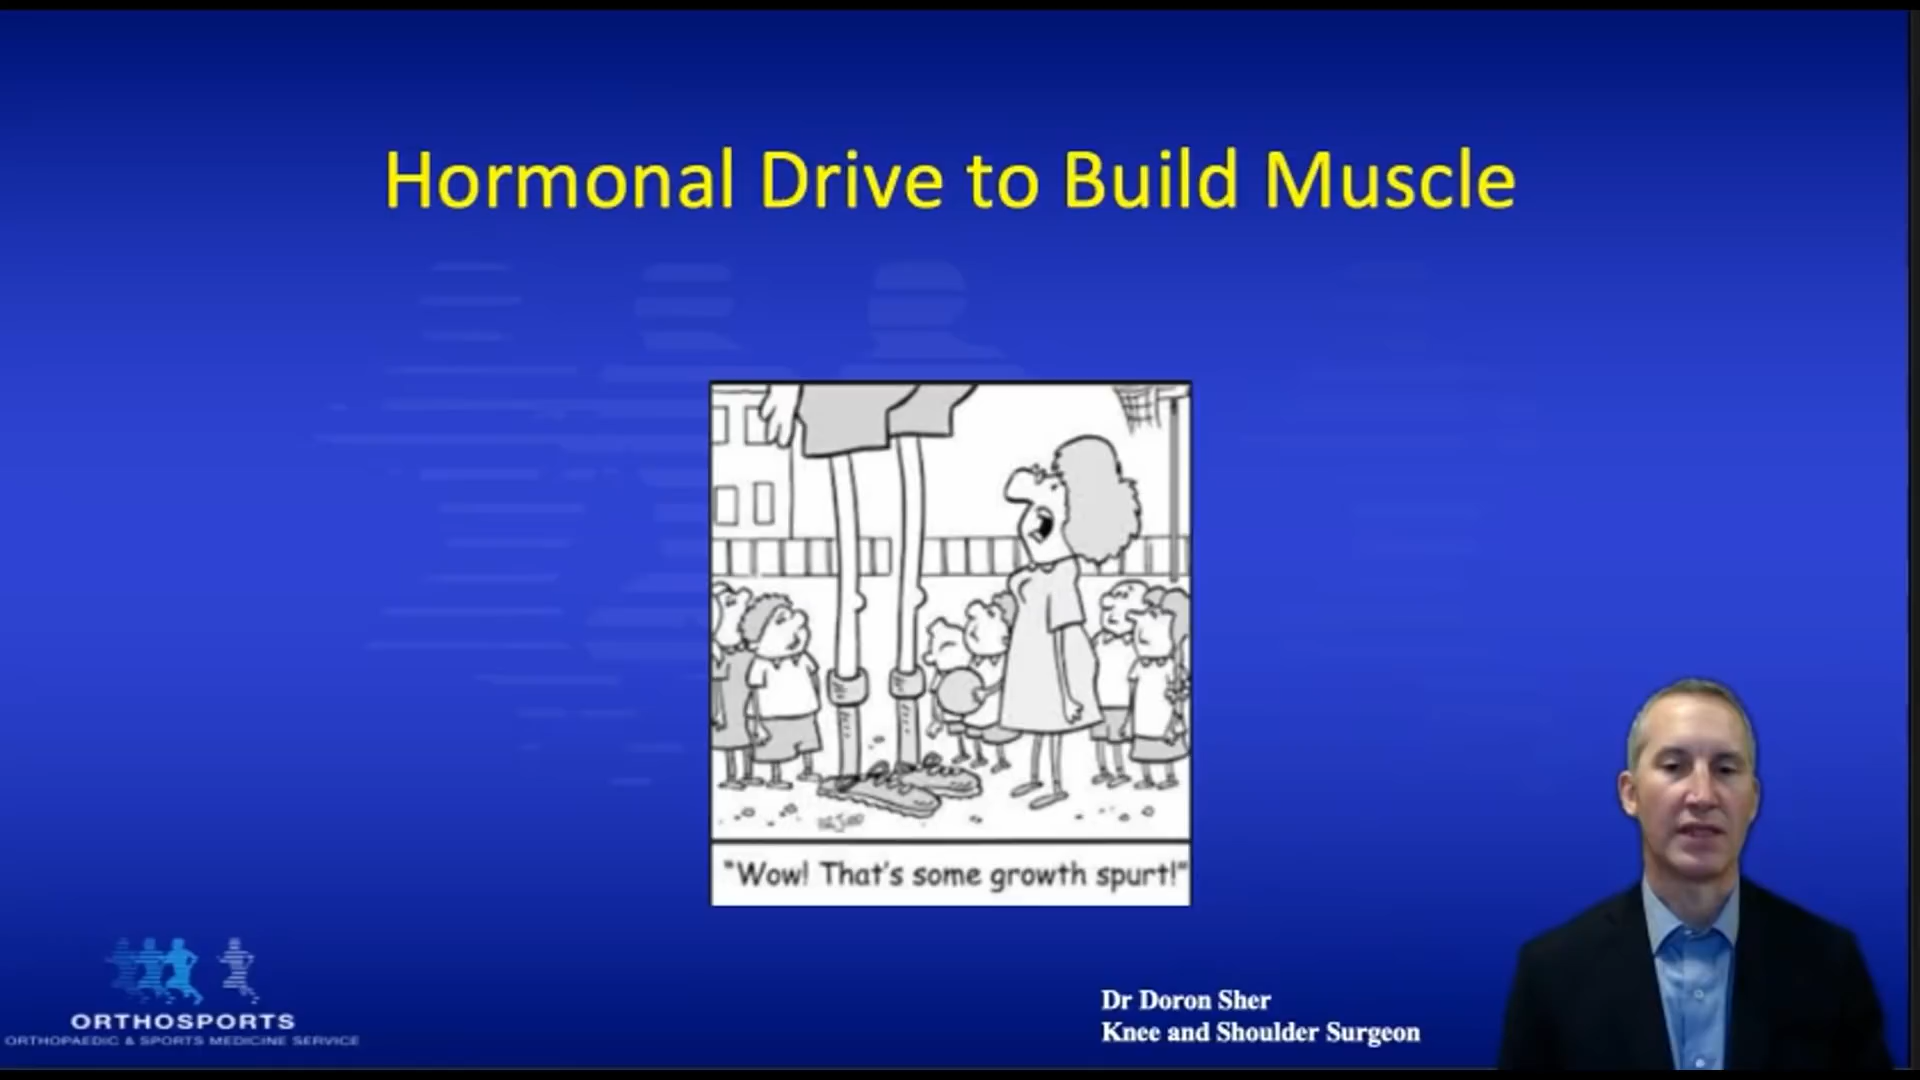 Hormonal Drive to Build Muscle
"Wow! That's some growth spurt!"
Dr Doron Sher
Knee and Shoulder Surgeon
ORTHOSPORTS
ORTHOPAEDIC & SPORTS MEDICINE SERVICE